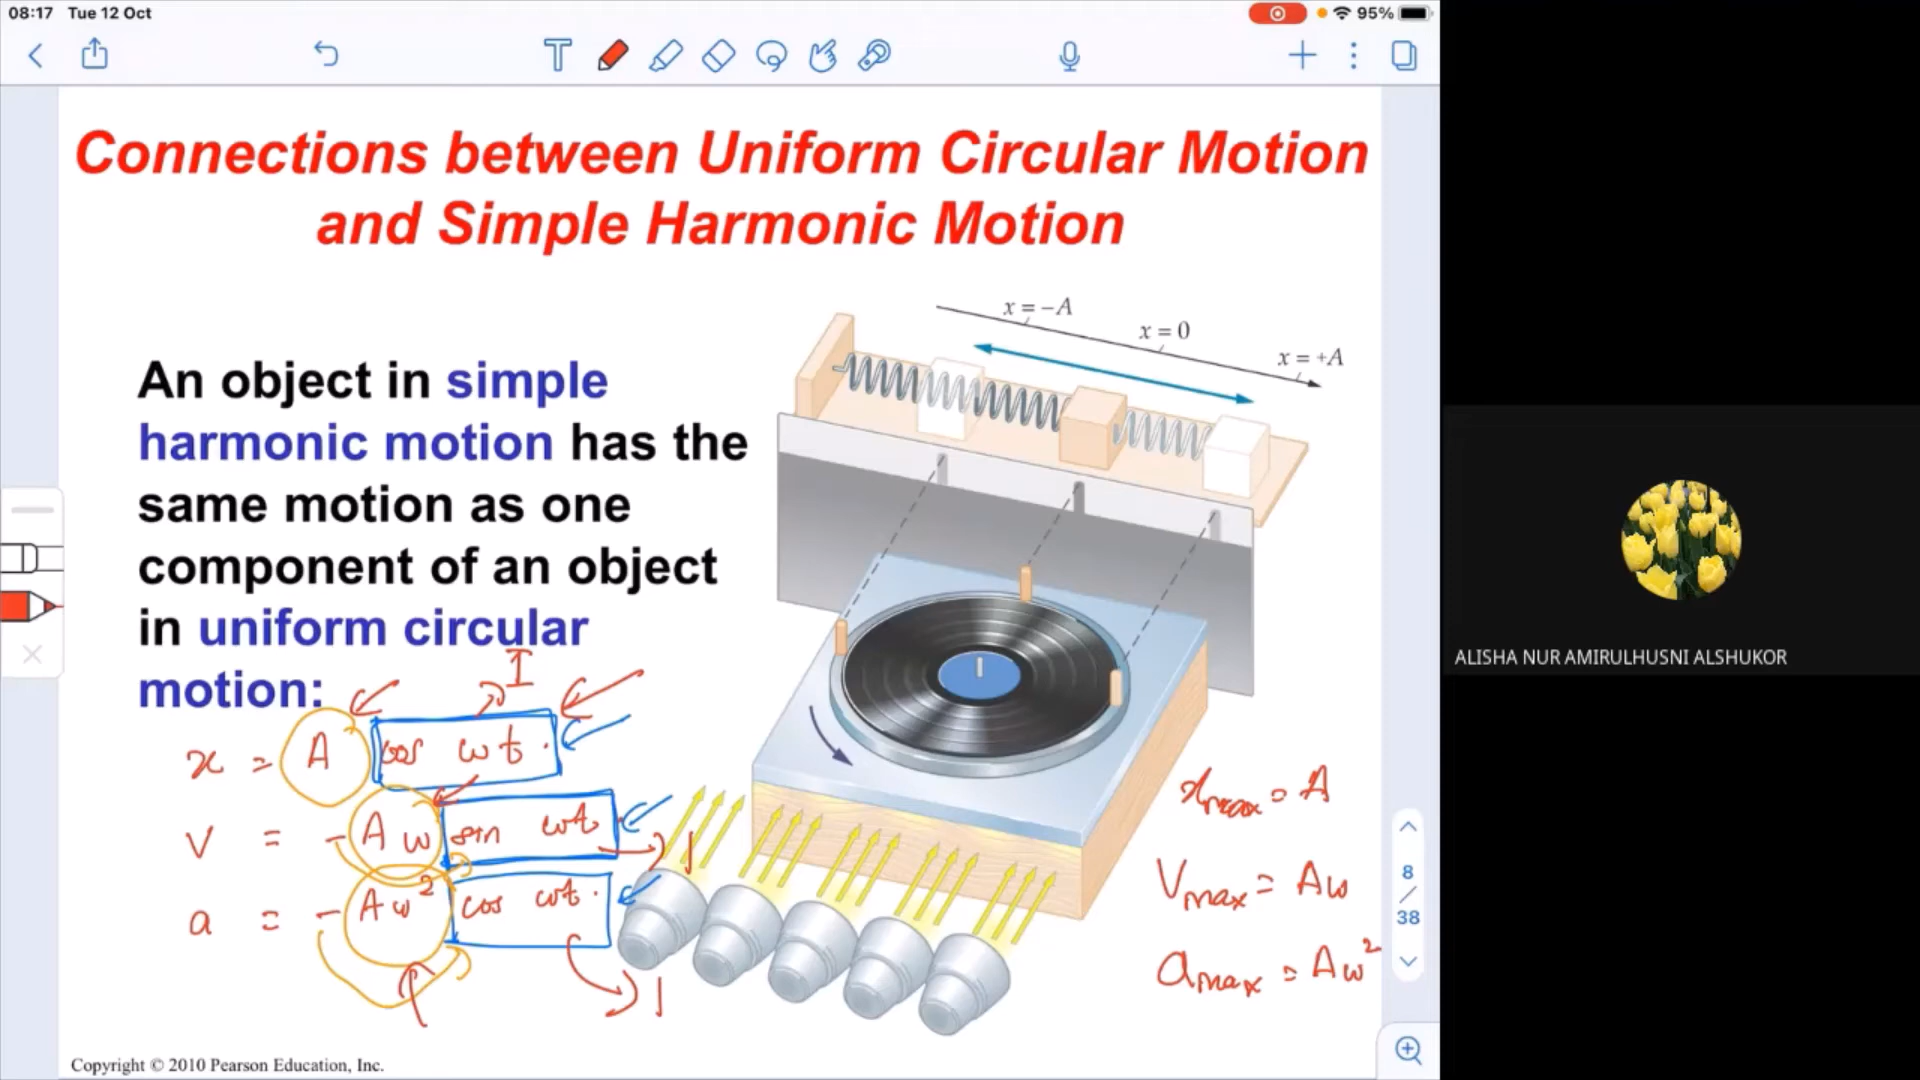 08:17 Tue 12 Oct
95%
Connections between Uniform Circular Motion
and Simple Harmonic Motion
x = −A
x = 0
x = +A
An object in simple
harmonic motion has the
same motion as one
component of an object
in uniform circular
motion:
I
x = A cos ωt.
v = - A ω sin ωt.
1
a = - A ω² cos ωt.
1
xmax = A
Vmax = Aω
amax = Aω²
8
/
38
Copyright © 2010 Pearson Education, Inc.
ALISHA NUR AMIRULHUSNI ALSHUKOR